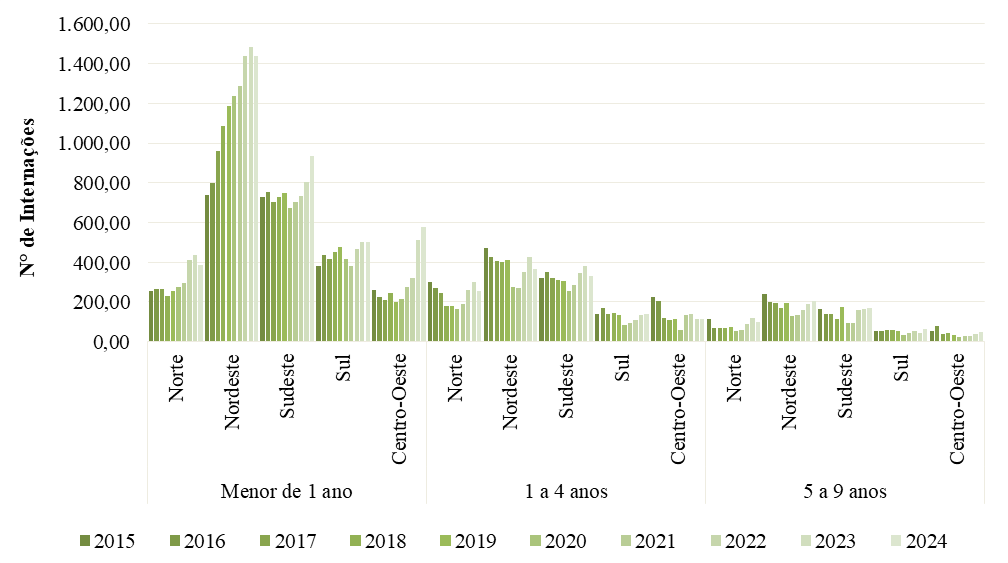 1.600,00
1.400,00
1.200,00
1.000,00
800,00
600,00
400,00
200,00
0,00
N° de Internações
Norte
Nordeste
Sudeste
Sul
Centro-Oeste
Norte
Nordeste
Sudeste
Sul
Centro-Oeste
Norte
Nordeste
Sudeste
Sul
Centro-Oeste
Menor de 1 ano
1 a 4 anos
5 a 9 anos
2015 2016 2017 2018 2019 2020 2021 2022 2023 2024